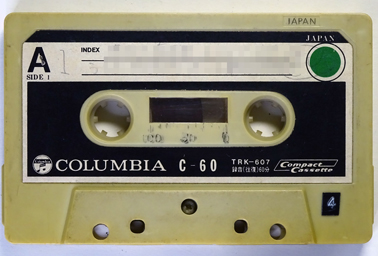 JAPAN
JAPAN
A
SIDE 1
1
INDEX
COLUMBIA C-60
TRK-607
録音(往復)60分
Compact Cassette
4